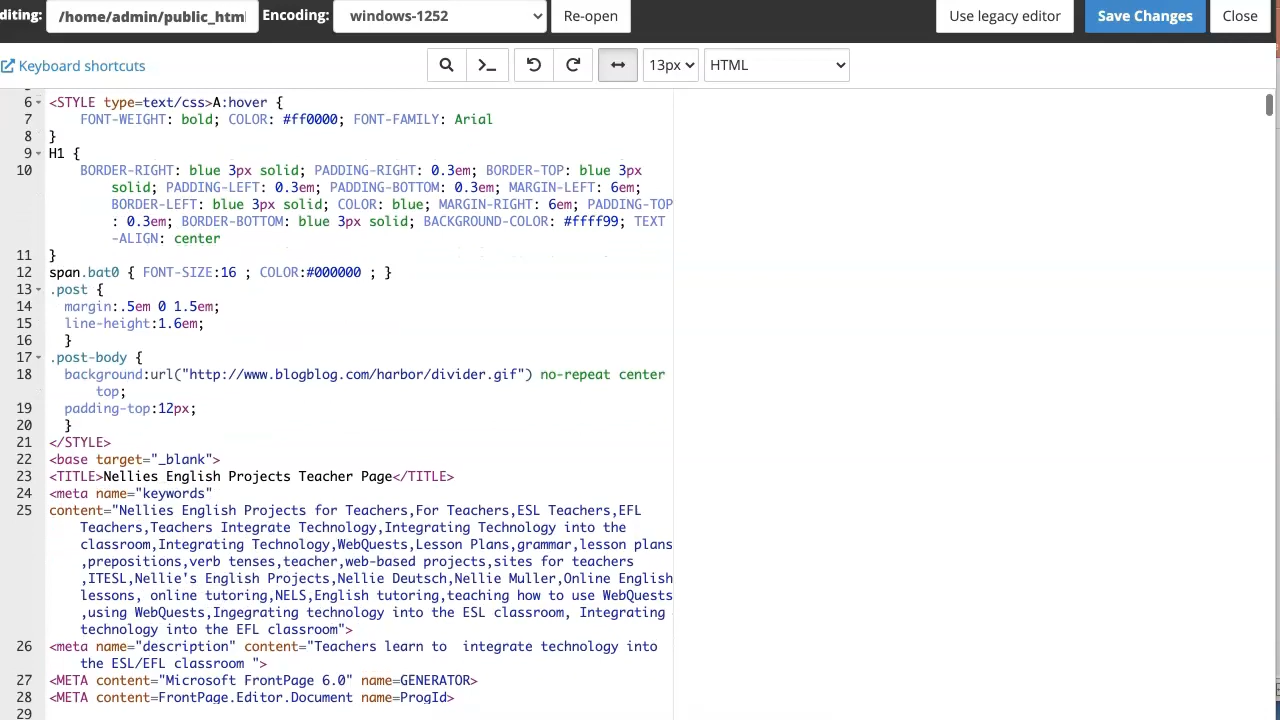 diting: /home/admin/public_htm Encoding: windows-1252 Re-open Use legacy editor Save Changes Close
Keyboard shortcuts 13px HTML
6 <STYLE type=text/css>A:hover {
7 FONT-WEIGHT: bold; COLOR: #ff0000; FONT-FAMILY: Arial
8 }
9 H1 {
10 BORDER-RIGHT: blue 3px solid; PADDING-RIGHT: 0.3em; BORDER-TOP: blue 3px
solid; PADDING-LEFT: 0.3em; PADDING-BOTTOM: 0.3em; MARGIN-LEFT: 6em;
BORDER-LEFT: blue 3px solid; COLOR: blue; MARGIN-RIGHT: 6em; PADDING-TOP
: 0.3em; BORDER-BOTTOM: blue 3px solid; BACKGROUND-COLOR: #ffff99; TEXT
-ALIGN: center
11 }
12 span.bat0 { FONT-SIZE:16 ; COLOR:#000000 ; }
13 .post {
14 margin:.5em 0 1.5em;
15 line-height:1.6em;
16 }
17 .post-body {
18 background:url("http://www.blogblog.com/harbor/divider.gif") no-repeat center
top;
19 padding-top:12px;
20 }
21 </STYLE>
22 <base target="_blank">
23 <TITLE>Nellies English Projects Teacher Page</TITLE>
24 <meta name="keywords"
25 content="Nellies English Projects for Teachers,For Teachers,ESL Teachers,EFL
Teachers,Teachers Integrate Technology,Integrating Technology into the
classroom,Integrating Technology,WebQuests,Lesson Plans,grammar,lesson plans
,prepositions,verb tenses,teacher,web-based projects,sites for teachers
,ITESL,Nellie's English Projects,Nellie Deutsch,Nellie Muller,Online English
lessons, online tutoring,NELS,English tutoring,teaching how to use WebQuests
,using WebQuests,Ingegrating technology into the ESL classroom, Integrating
technology into the EFL classroom">
26 <meta name="description" content="Teachers learn to  integrate technology into
the ESL/EFL classroom ">
27 <META content="Microsoft FrontPage 6.0" name=GENERATOR>
28 <META content=FrontPage.Editor.Document name=ProgId>
29